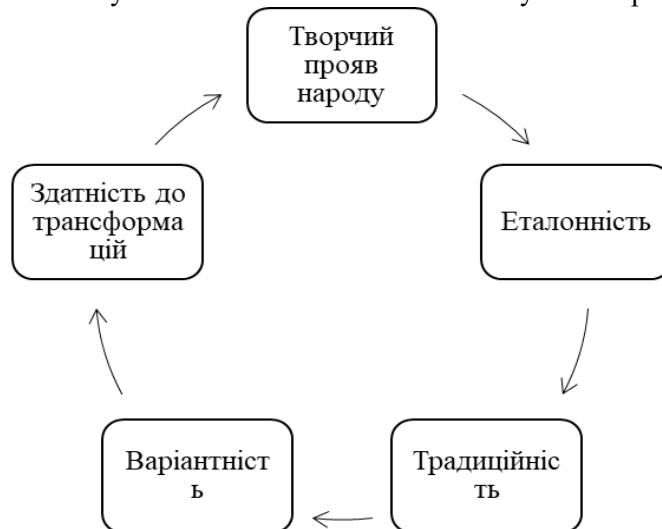 Творчий
прояв
народу
Еталонність
Традиційніс
ть
Варіантніст
ь
Здатність до
трансформа
цій